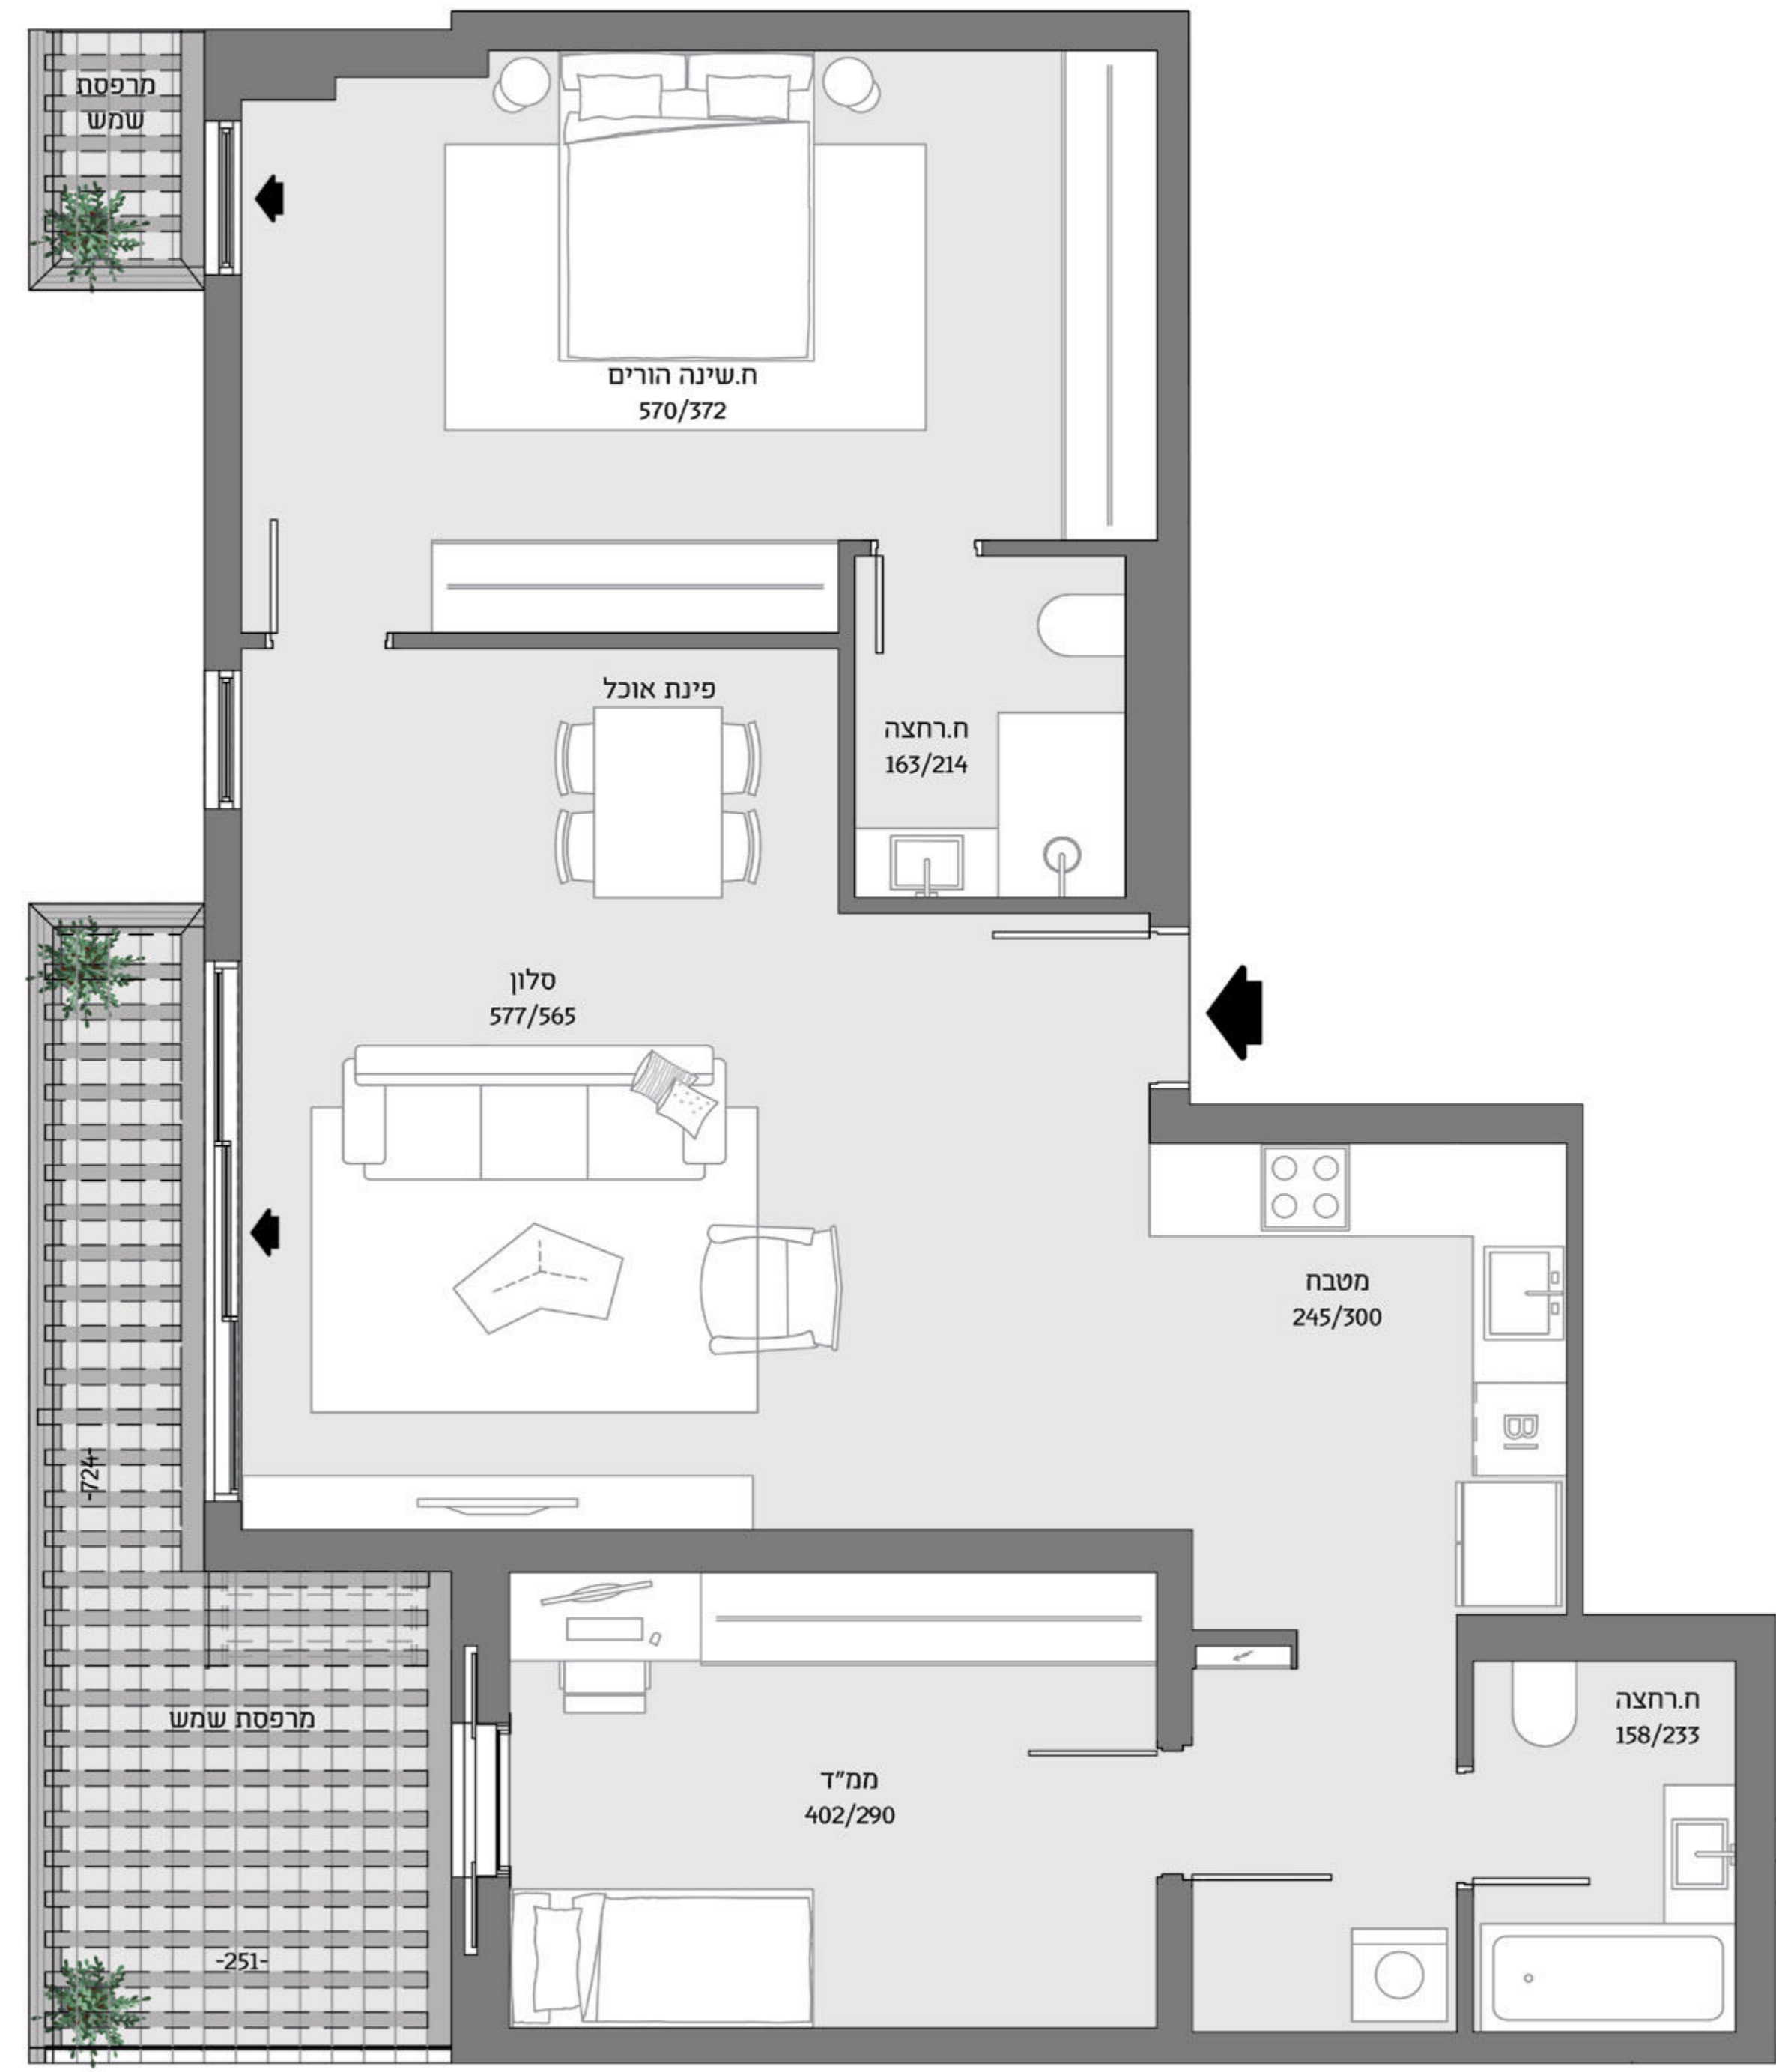 מרפסת
שמש
ח.שינה הורים
570/372
פינת אוכל
ח.רחצה
163/214
סלון
577/565
מטבח
245/300
BI
-724-
מרפסת שמש
ח.רחצה
158/233
ממ"ד
402/290
-251-